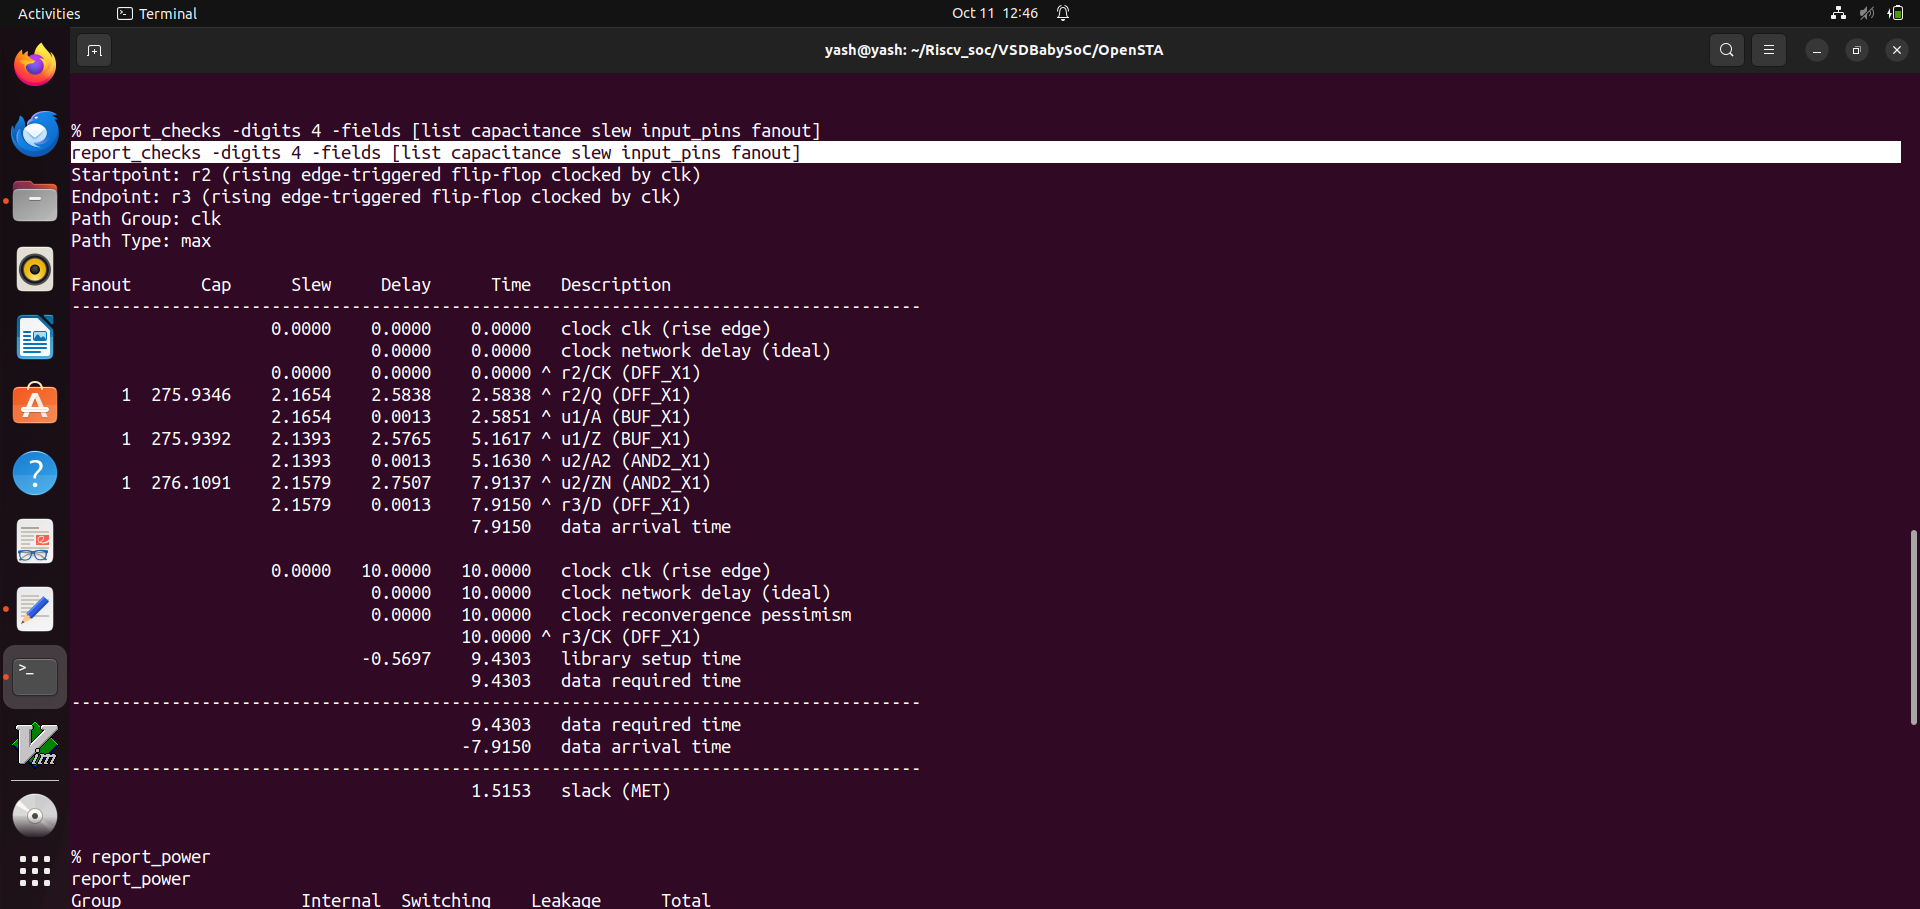 Activities Terminal Oct 11 12:46
yash@yash: ~/Riscv_soc/VSDBabySoC/OpenSTA
% report_checks -digits 4 -fields [list capacitance slew input_pins fanout]
report_checks -digits 4 -fields [list capacitance slew input_pins fanout]
Startpoint: r2 (rising edge-triggered flip-flop clocked by clk)
Endpoint: r3 (rising edge-triggered flip-flop clocked by clk)
Path Group: clk
Path Type: max
Fanout       Cap      Slew     Delay      Time   Description
-------------------------------------------------------------------------------------
                    0.0000    0.0000    0.0000   clock clk (rise edge)
                              0.0000    0.0000   clock network delay (ideal)
                    0.0000    0.0000    0.0000 ^ r2/CK (DFF_X1)
     1  275.9346    2.1654    2.5838    2.5838 ^ r2/Q (DFF_X1)
                    2.1654    0.0013    2.5851 ^ u1/A (BUF_X1)
     1  275.9392    2.1393    2.5765    5.1617 ^ u1/Z (BUF_X1)
                    2.1393    0.0013    5.1630 ^ u2/A2 (AND2_X1)
     1  276.1091    2.1579    2.7507    7.9137 ^ u2/ZN (AND2_X1)
                    2.1579    0.0013    7.9150 ^ r3/D (DFF_X1)
                                        7.9150   data arrival time
                    0.0000   10.0000   10.0000   clock clk (rise edge)
                              0.0000   10.0000   clock network delay (ideal)
                              0.0000   10.0000   clock reconvergence pessimism
                                       10.0000 ^ r3/CK (DFF_X1)
                             -0.5697    9.4303   library setup time
                                        9.4303   data required time
-------------------------------------------------------------------------------------
                                        9.4303   data required time
                                       -7.9150   data arrival time
-------------------------------------------------------------------------------------
                                        1.5153   slack (MET)
% report_power
report_power
Group                  Internal  Switching    Leakage      Total